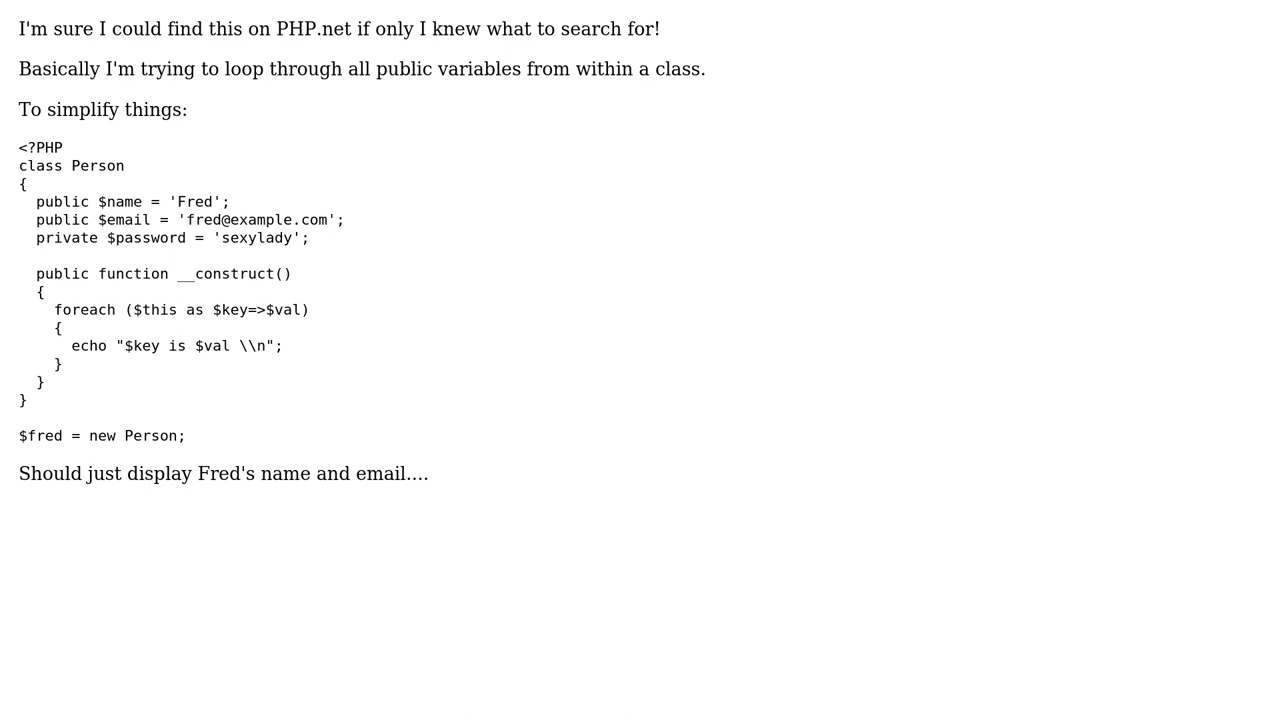 I'm sure I could find this on PHP.net if only I knew what to search for!
Basically I'm trying to loop through all public variables from within a class.
To simplify things:
<?PHP
class Person
{
  public $name = 'Fred';
  public $email = 'fred@example.com';
  private $password = 'sexylady';

  public function __construct()
  {
    foreach ($this as $key=>$val)
    {
      echo "$key is $val \\n";
    }
  }
}

$fred = new Person;
Should just display Fred's name and email....